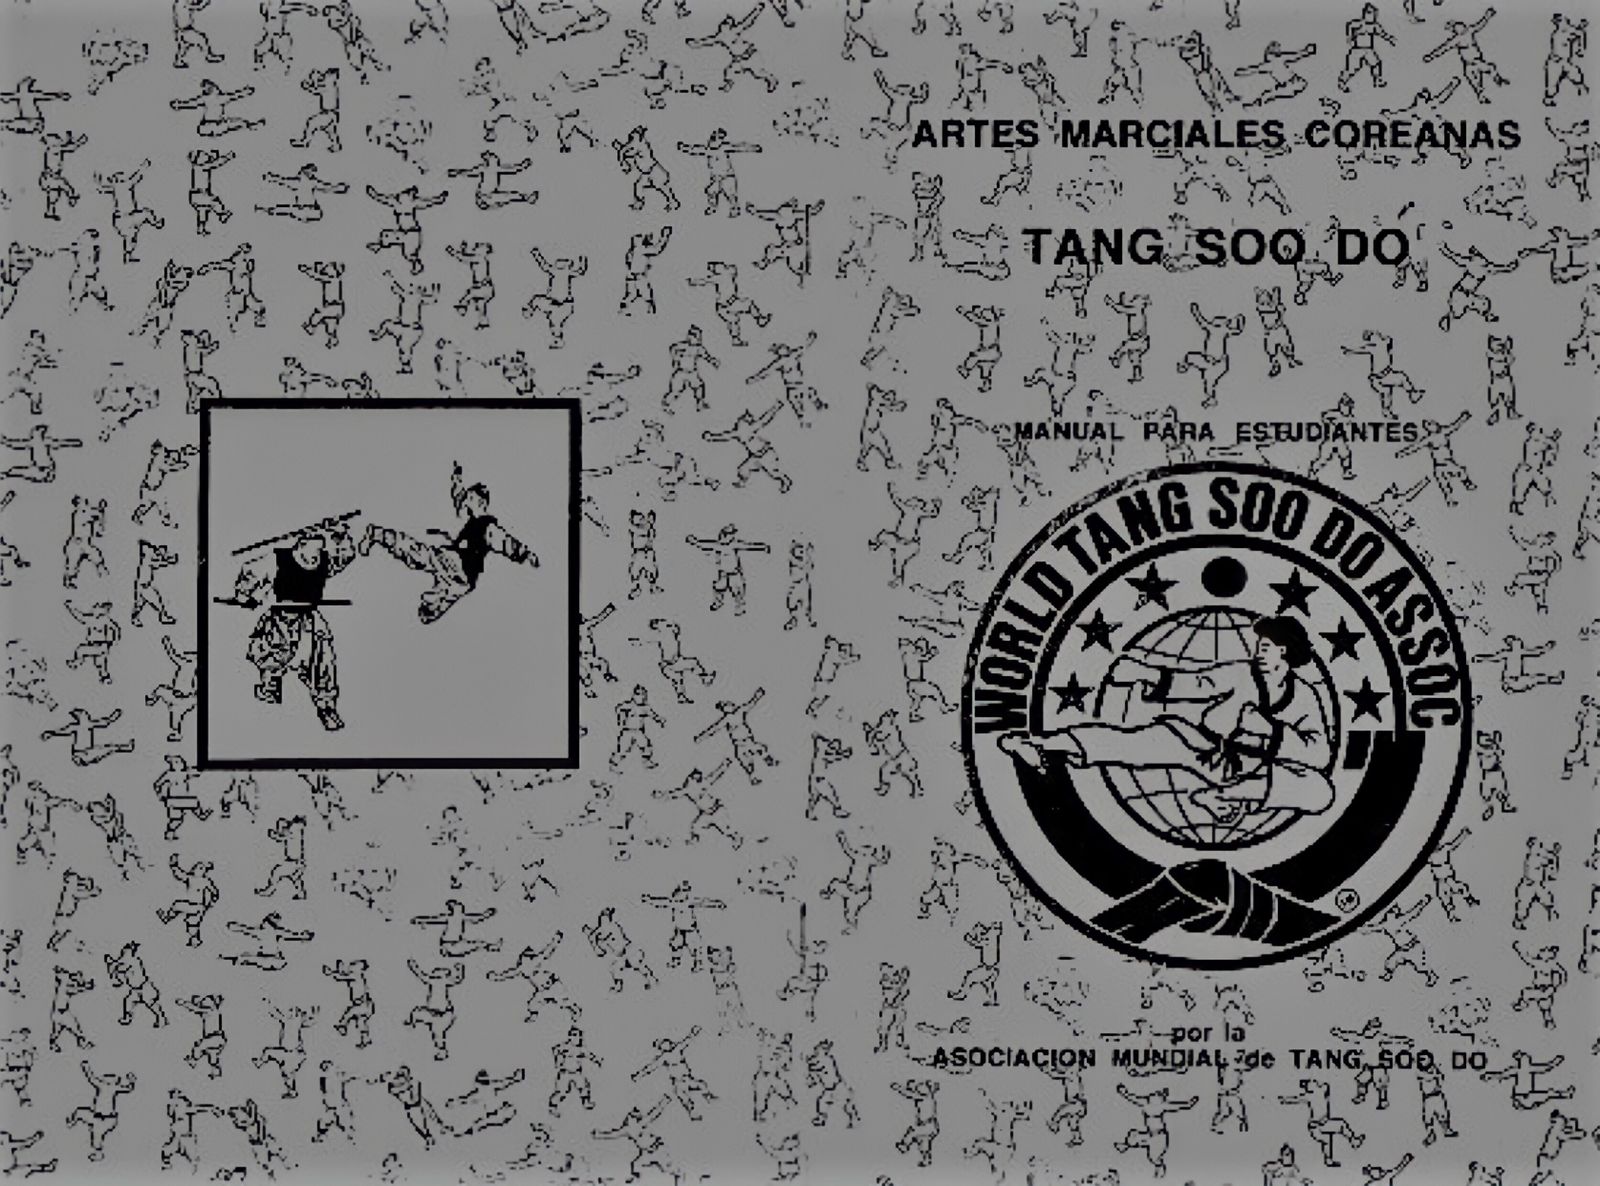 ARTES MARCIALES COREANAS
TANG SOO DO
MANUAL PARA ESTUDIANTES
WORLD TANG SOO DO ASSOC
por la
ASOCIACION MUNDIAL de TANG SOO DO